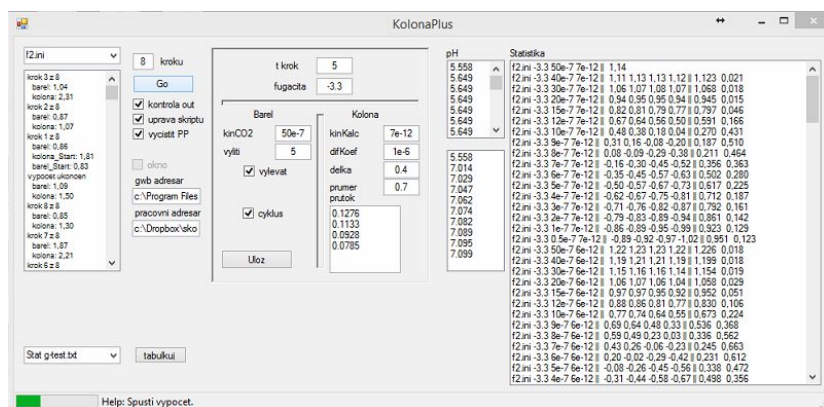 KolonaPlus
f2.ini
krok 3 z 8
barel: 1,04
kolona: 2,31
krok 2 z 8
barel: 0,87
kolona: 1,07
krok 1 z 8
barel: 0,86
kolona_Start: 1,81
barel_Start: 0,83
vypocet ukoncen
barel: 1,09
kolona: 1,50
krok 8 z 8
barel: 0,85
kolona: 1,30
krok 7 z 8
barel: 1,87
kolona: 2,21
krok 6 z 8
Stat g-test.txt
8 kroku
Go
kontrola out
uprava skriptu
vycistit PP
okno
gwb adresar
c:\Program Files
pracovni adresar
c:\Dropbox\sko
tabulkuj
t krok 5
fugacita -3.3
Barel
kinCO2 50e-7
vyliti 5
vylevat
cyklus
Uloz
Kolona
kinKalc 7e-12
difKoef 1e-6
delka 0.4
prumer 0.7
prutok
0.1276
0.1133
0.0928
0.0785
pH
5.558
5.649
5.649
5.649
5.649
5.649
5.649
5.558
7.014
7.029
7.047
7.062
7.074
7.082
7.089
7.095
7.099
Statistika
f2.ini -3.3 50e-7 7e-12 || 1,14
f2.ini -3.3 40e-7 7e-12 || 1,11 1,13 1,13 1,12 || 1,123 0,021
f2.ini -3.3 30e-7 7e-12 || 1,06 1,07 1,08 1,07 || 1,068 0,018
f2.ini -3.3 20e-7 7e-12 || 0,94 0,95 0,95 0,94 || 0,945 0,015
f2.ini -3.3 15e-7 7e-12 || 0,82 0,81 0,79 0,77 || 0,797 0,046
f2.ini -3.3 12e-7 7e-12 || 0,67 0,64 0,56 0,50 || 0,591 0,166
f2.ini -3.3 10e-7 7e-12 || 0,48 0,38 0,18 0,04 || 0,270 0,431
f2.ini -3.3 9e-7 7e-12 || 0,31 0,16 -0,08 -0,20 || 0,187 0,510
f2.ini -3.3 8e-7 7e-12 || 0,08 -0,09 -0,29 -0,38 || 0,211 0,464
f2.ini -3.3 7e-7 7e-12 || -0,16 -0,30 -0,45 -0,52 || 0,356 0,363
f2.ini -3.3 6e-7 7e-12 || -0,35 -0,45 -0,57 -0,63 || 0,502 0,280
f2.ini -3.3 5e-7 7e-12 || -0,50 -0,57 -0,67 -0,73 || 0,617 0,225
f2.ini -3.3 4e-7 7e-12 || -0,62 -0,67 -0,75 -0,81 || 0,712 0,187
f2.ini -3.3 3e-7 7e-12 || -0,71 -0,76 -0,82 -0,87 || 0,792 0,161
f2.ini -3.3 2e-7 7e-12 || -0,79 -0,83 -0,89 -0,94 || 0,861 0,142
f2.ini -3.3 1e-7 7e-12 || -0,86 -0,89 -0,95 -0,99 || 0,923 0,129
f2.ini -3.3 0.5e-7 7e-12 || -0,89 -0,92 -0,97 -1,02 || 0,951 0,123
f2.ini -3.3 50e-7 6e-12 || 1,22 1,23 1,23 1,22 || 1,226 0,018
f2.ini -3.3 40e-7 6e-12 || 1,19 1,21 1,21 1,19 || 1,199 0,018
f2.ini -3.3 30e-7 6e-12 || 1,15 1,16 1,16 1,14 || 1,154 0,019
f2.ini -3.3 20e-7 6e-12 || 1,06 1,07 1,06 1,04 || 1,058 0,029
f2.ini -3.3 15e-7 6e-12 || 0,97 0,97 0,95 0,92 || 0,952 0,051
f2.ini -3.3 12e-7 6e-12 || 0,88 0,86 0,81 0,77 || 0,830 0,106
f2.ini -3.3 10e-7 6e-12 || 0,77 0,74 0,64 0,55 || 0,673 0,224
f2.ini -3.3 9e-7 6e-12 || 0,69 0,64 0,48 0,33 || 0,536 0,368
f2.ini -3.3 8e-7 6e-12 || 0,59 0,49 0,23 0,03 || 0,336 0,562
f2.ini -3.3 7e-7 6e-12 || 0,43 0,26 -0,06 -0,23 || 0,245 0,663
f2.ini -3.3 6e-7 6e-12 || 0,20 -0,02 -0,29 -0,42 || 0,231 0,612
f2.ini -3.3 5e-7 6e-12 || -0,08 -0,26 -0,45 -0,56 || 0,338 0,472
f2.ini -3.3 4e-7 6e-12 || -0,31 -0,44 -0,58 -0,67 || 0,498 0,356
Help: Spusti vypocet.